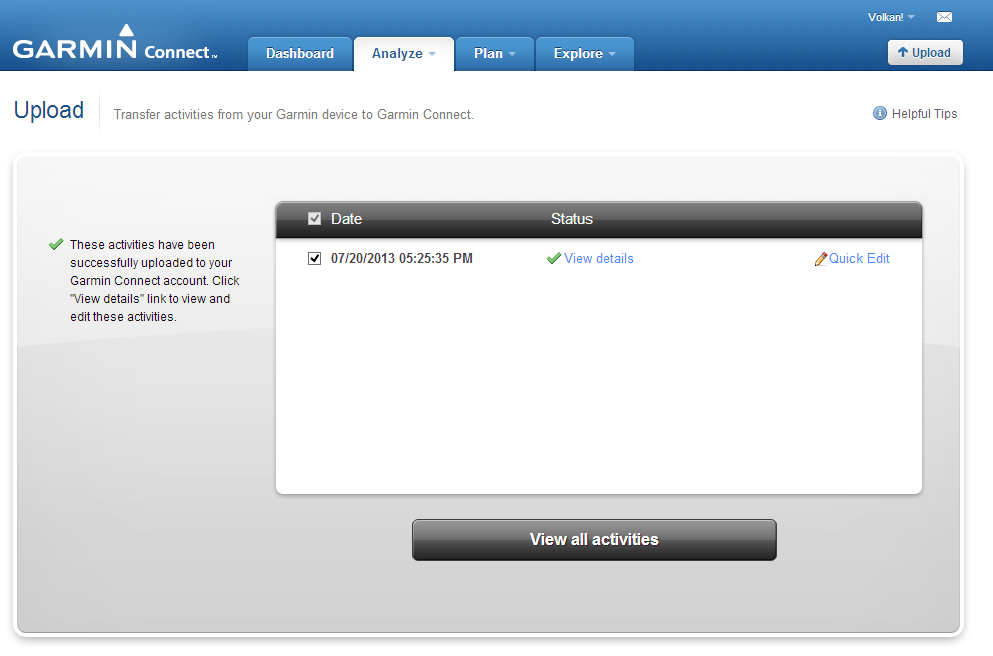 Volkan!
GARMIN Connect™
Dashboard
Analyze
Plan
Explore
Upload
Upload
Transfer activities from your Garmin device to Garmin Connect.
Helpful Tips
These activities have been
successfully uploaded to your
Garmin Connect account. Click
"View details" link to view and
edit these activities.
Date
Status
07/20/2013 05:25:35 PM
View details
Quick Edit
View all activities